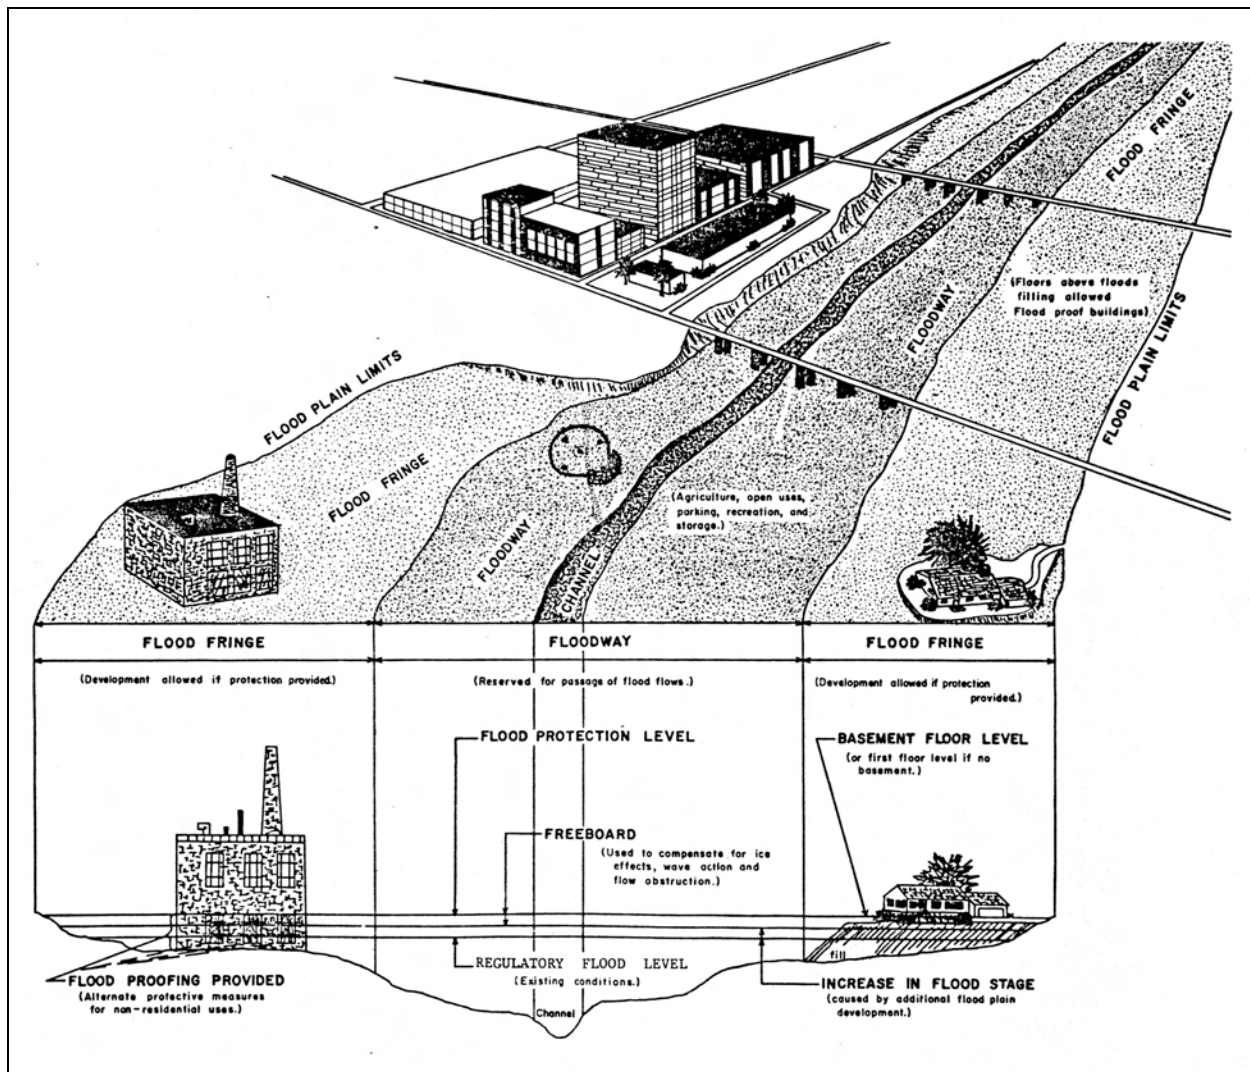 FLOOD FRINGE
(Floors above floods
filling allowed
Flood proof buildings)
FLOODWAY
FLOOD PLAIN LIMITS
FLOOD PLAIN LIMITS
FLOOD FRINGE
(Agriculture, open uses,
parking, recreation, and
storage.)
FLOODWAY
CHANNEL
FLOOD FRINGE
FLOODWAY
FLOOD FRINGE
(Development allowed if protection provided.)
(Reserved for passage of flood flows.)
(Development allowed if protection
provided.)
FLOOD PROTECTION LEVEL
BASEMENT FLOOR LEVEL
(or first floor level if no
basement.)
FREEBOARD
(Used to compensate for ice
effects, wave action and
flow obstruction.)
fill
REGULATORY FLOOD LEVEL
(Existing conditions.)
FLOOD PROOFING PROVIDED
(Alternate protective measures
for non-residential uses.)
INCREASE IN FLOOD STAGE
(caused by additional flood plain
development.)
Channel